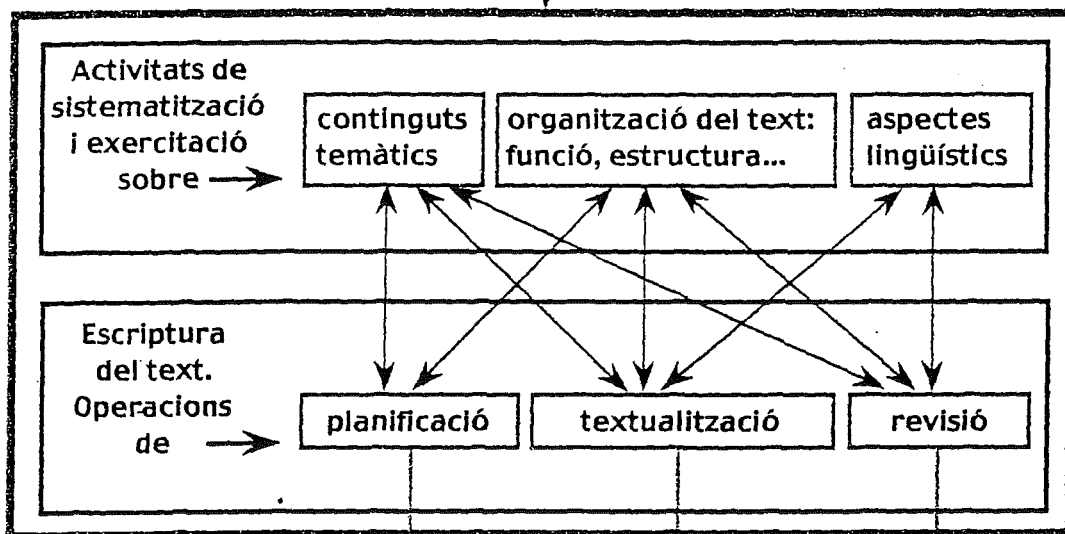 Activitats de
sistematització
i exercitació
sobre
continguts
temàtics
organització del text:
funció, estructura...
aspectes
lingüístics
Escriptura
del text.
Operacions
de
planificació
textualització
revisió